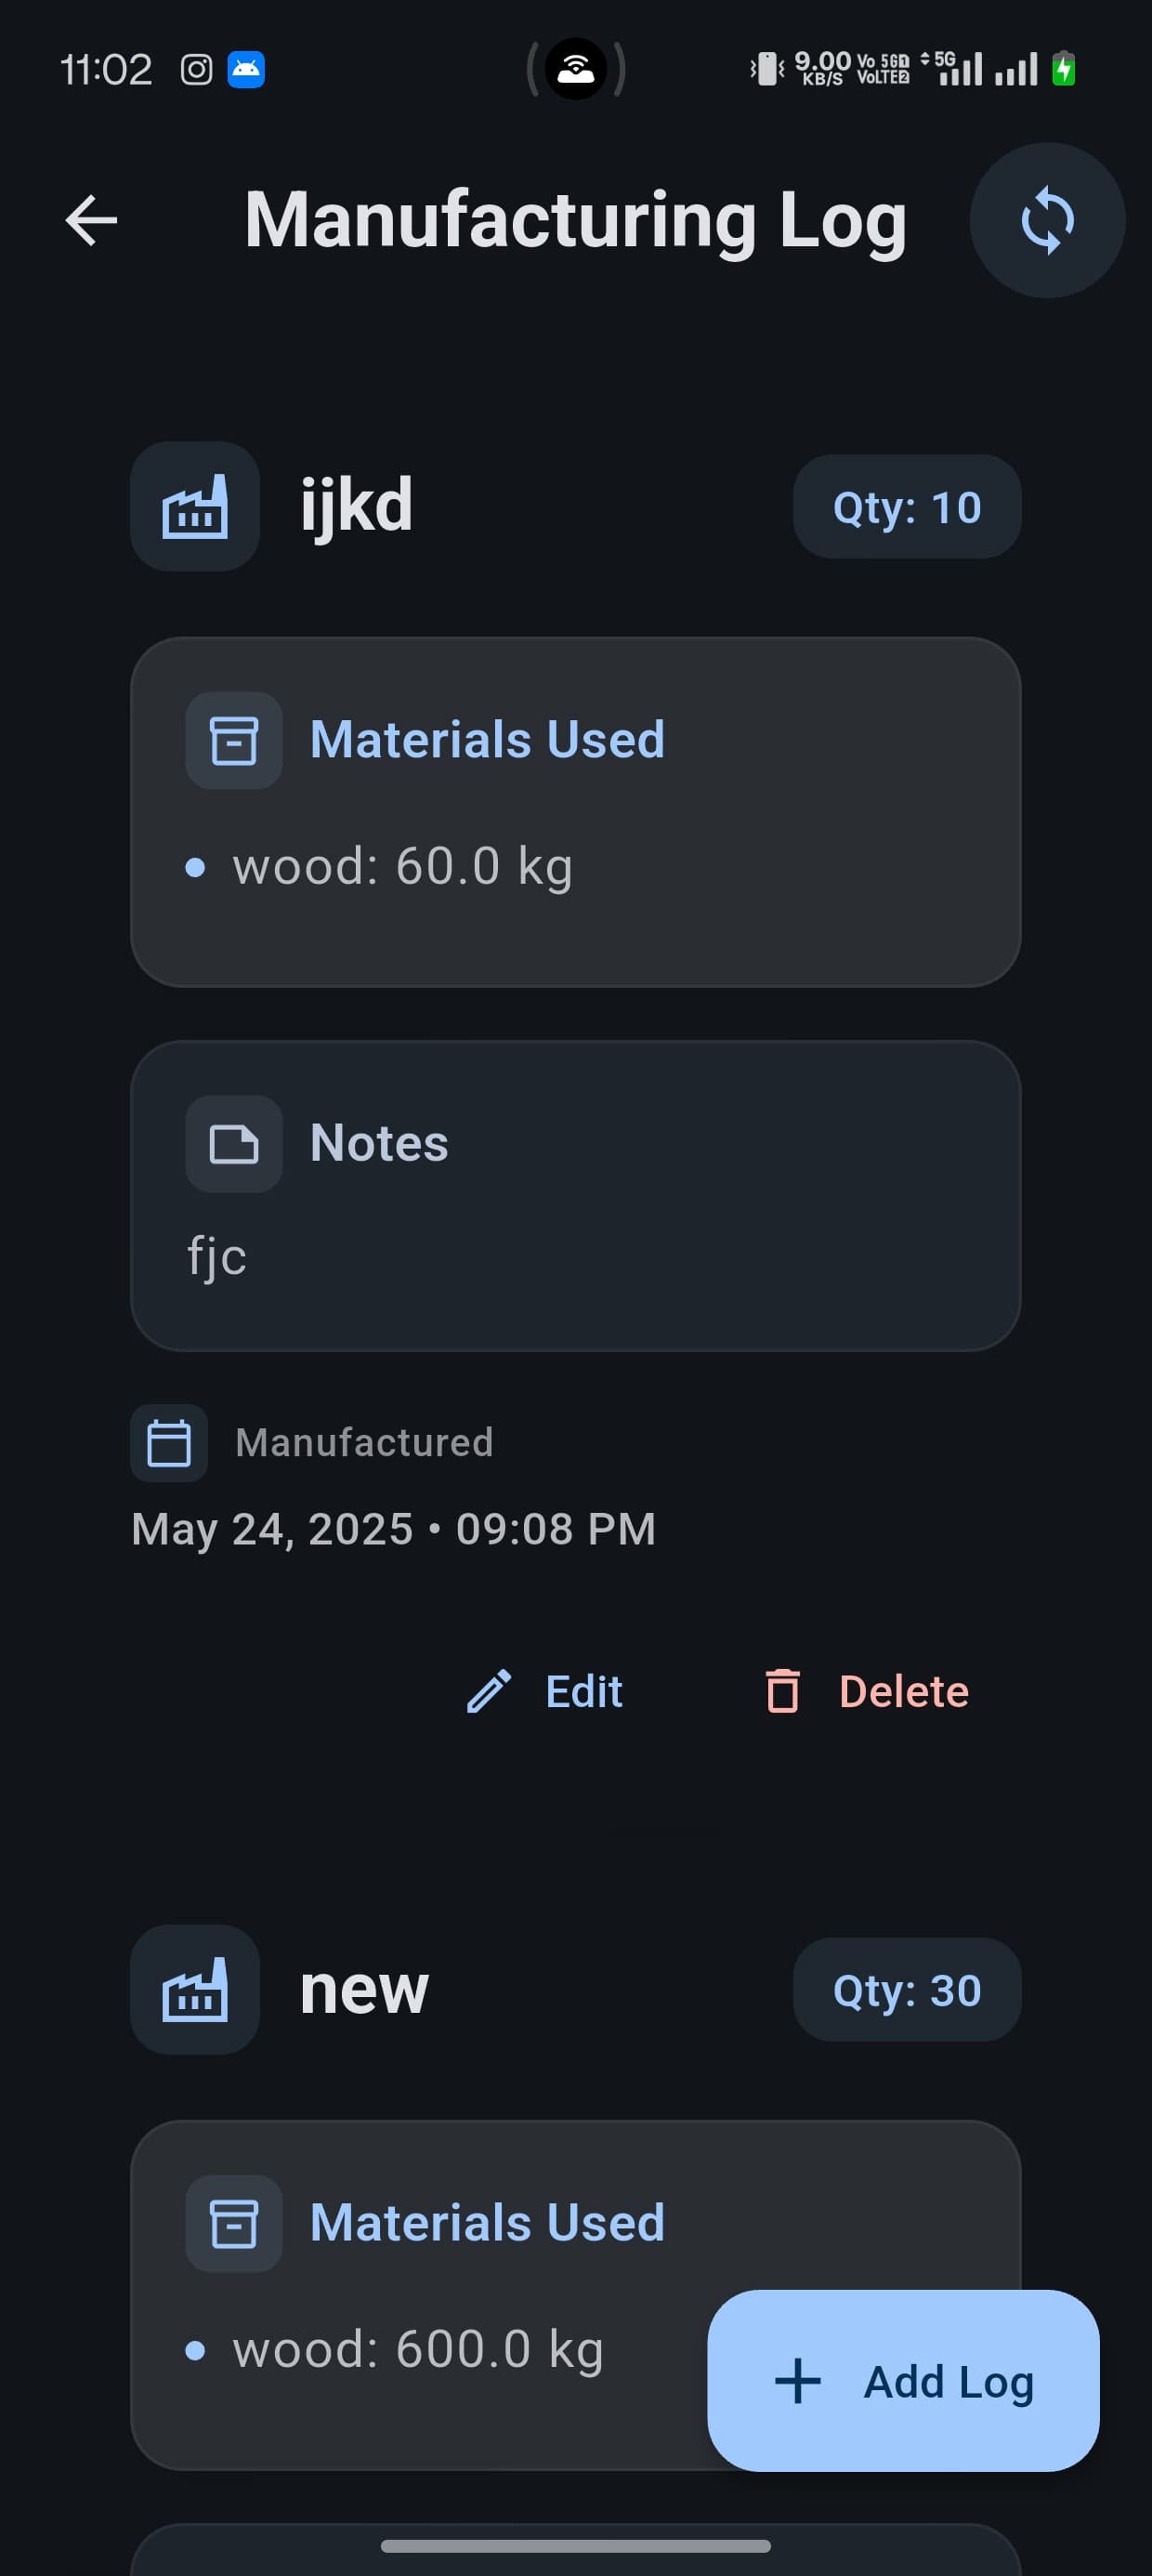 11:02
9.00 KB/S Vo 5G VoLTE2 5G
Manufacturing Log
ijkd
Qty: 10
Materials Used
• wood: 60.0 kg
Notes
fjc
Manufactured
May 24, 2025 • 09:08 PM
Edit
Delete
new
Qty: 30
Materials Used
• wood: 600.0 kg
Add Log